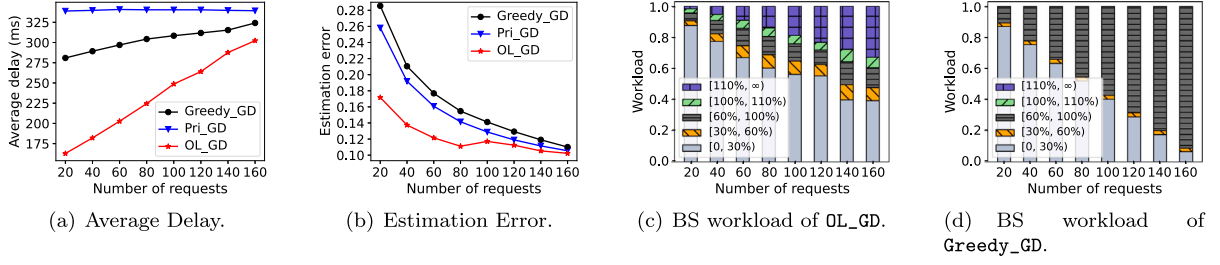 Average delay (ms)
350
325
300
275
250
225
200
175
Greedy_GD
Pri_GD
OL_GD
20 40 60 80 100 120 140 160
Number of requests
(a) Average Delay.
Estimation error
0.28
0.26
0.24
0.22
0.20
0.18
0.16
0.14
0.12
0.10
Greedy_GD
Pri_GD
OL_GD
20 40 60 80 100 120 140 160
Number of requests
(b) Estimation Error.
Workload
1.0
0.8
0.6
0.4
0.2
0.0
[110%, ∞)
[100%, 110%)
[60%, 100%)
[30%, 60%)
[0, 30%)
20 40 60 80 100 120 140 160
Number of requests
(c) BS workload of OL_GD.
Workload
1.0
0.8
0.6
0.4
0.2
0.0
[110%, ∞)
[100%, 110%)
[60%, 100%)
[30%, 60%)
[0, 30%)
20 40 60 80 100 120 140 160
Number of requests
(d) BS workload of
Greedy_GD.